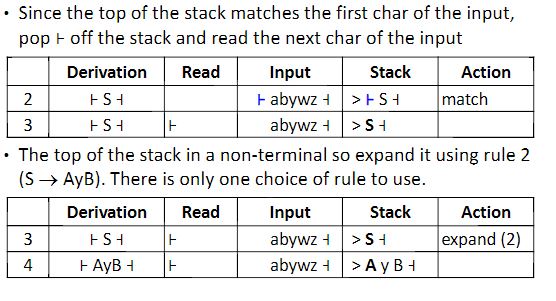 • Since the top of the stack matches the first char of the input,
pop ⊢ off the stack and read the next char of the input
Derivation Read Input Stack Action
2 ⊢ S ⊣ ⊢ abywz ⊣ > ⊢ S ⊣ match
3 ⊢ S ⊣ ⊢ abywz ⊣ > S ⊣
• The top of the stack in a non-terminal so expand it using rule 2
(S → AyB). There is only one choice of rule to use.
Derivation Read Input Stack Action
3 ⊢ S ⊣ ⊢ abywz ⊣ > S ⊣ expand (2)
4 ⊢ AyB ⊣ ⊢ abywz ⊣ > A y B ⊣